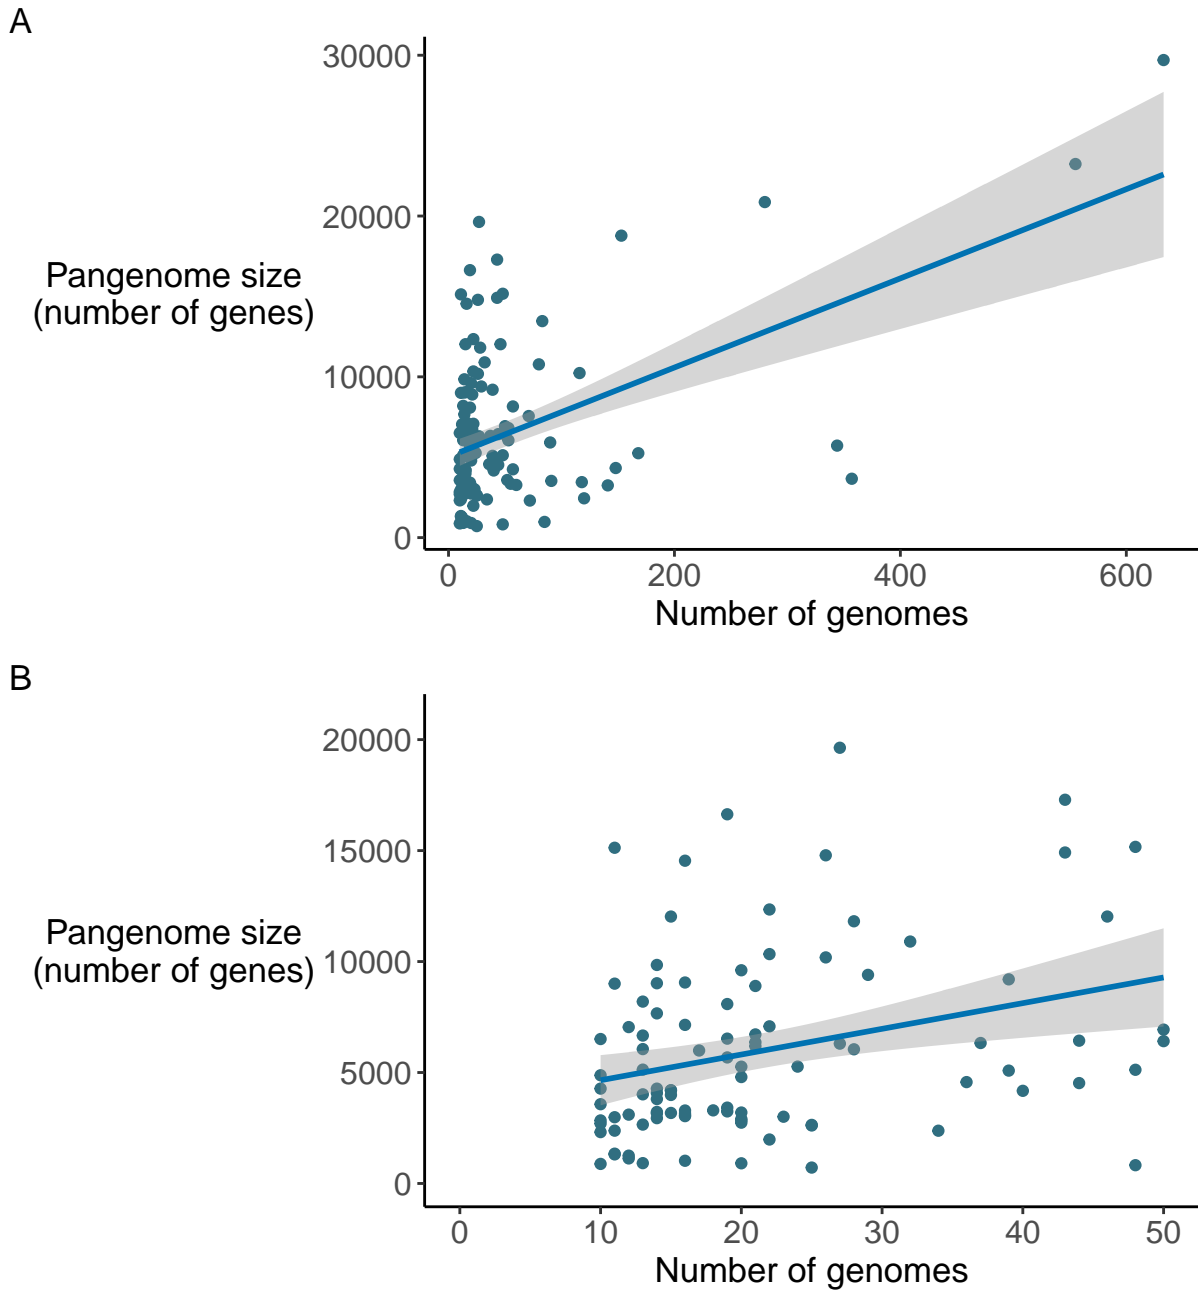 A
30000
20000
10000
0
Pangenome size
(number of genes)
0 200 400 600
Number of genomes
B
20000
15000
10000
5000
0
Pangenome size
(number of genes)
0 10 20 30 40 50
Number of genomes